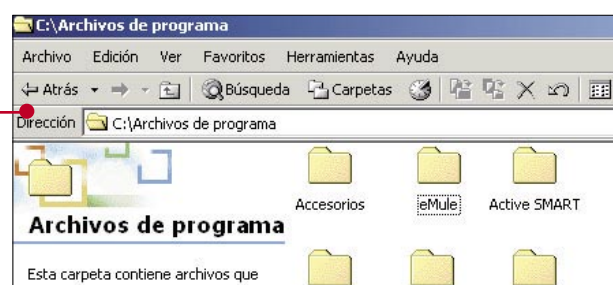 C:\Archivos de programa
Archivo Edición Ver Favoritos Herramientas Ayuda
Atrás Búsqueda Carpetas
Dirección C:\Archivos de programa
Accesorios eMule Active SMART
Archivos de programa
Esta carpeta contiene archivos que